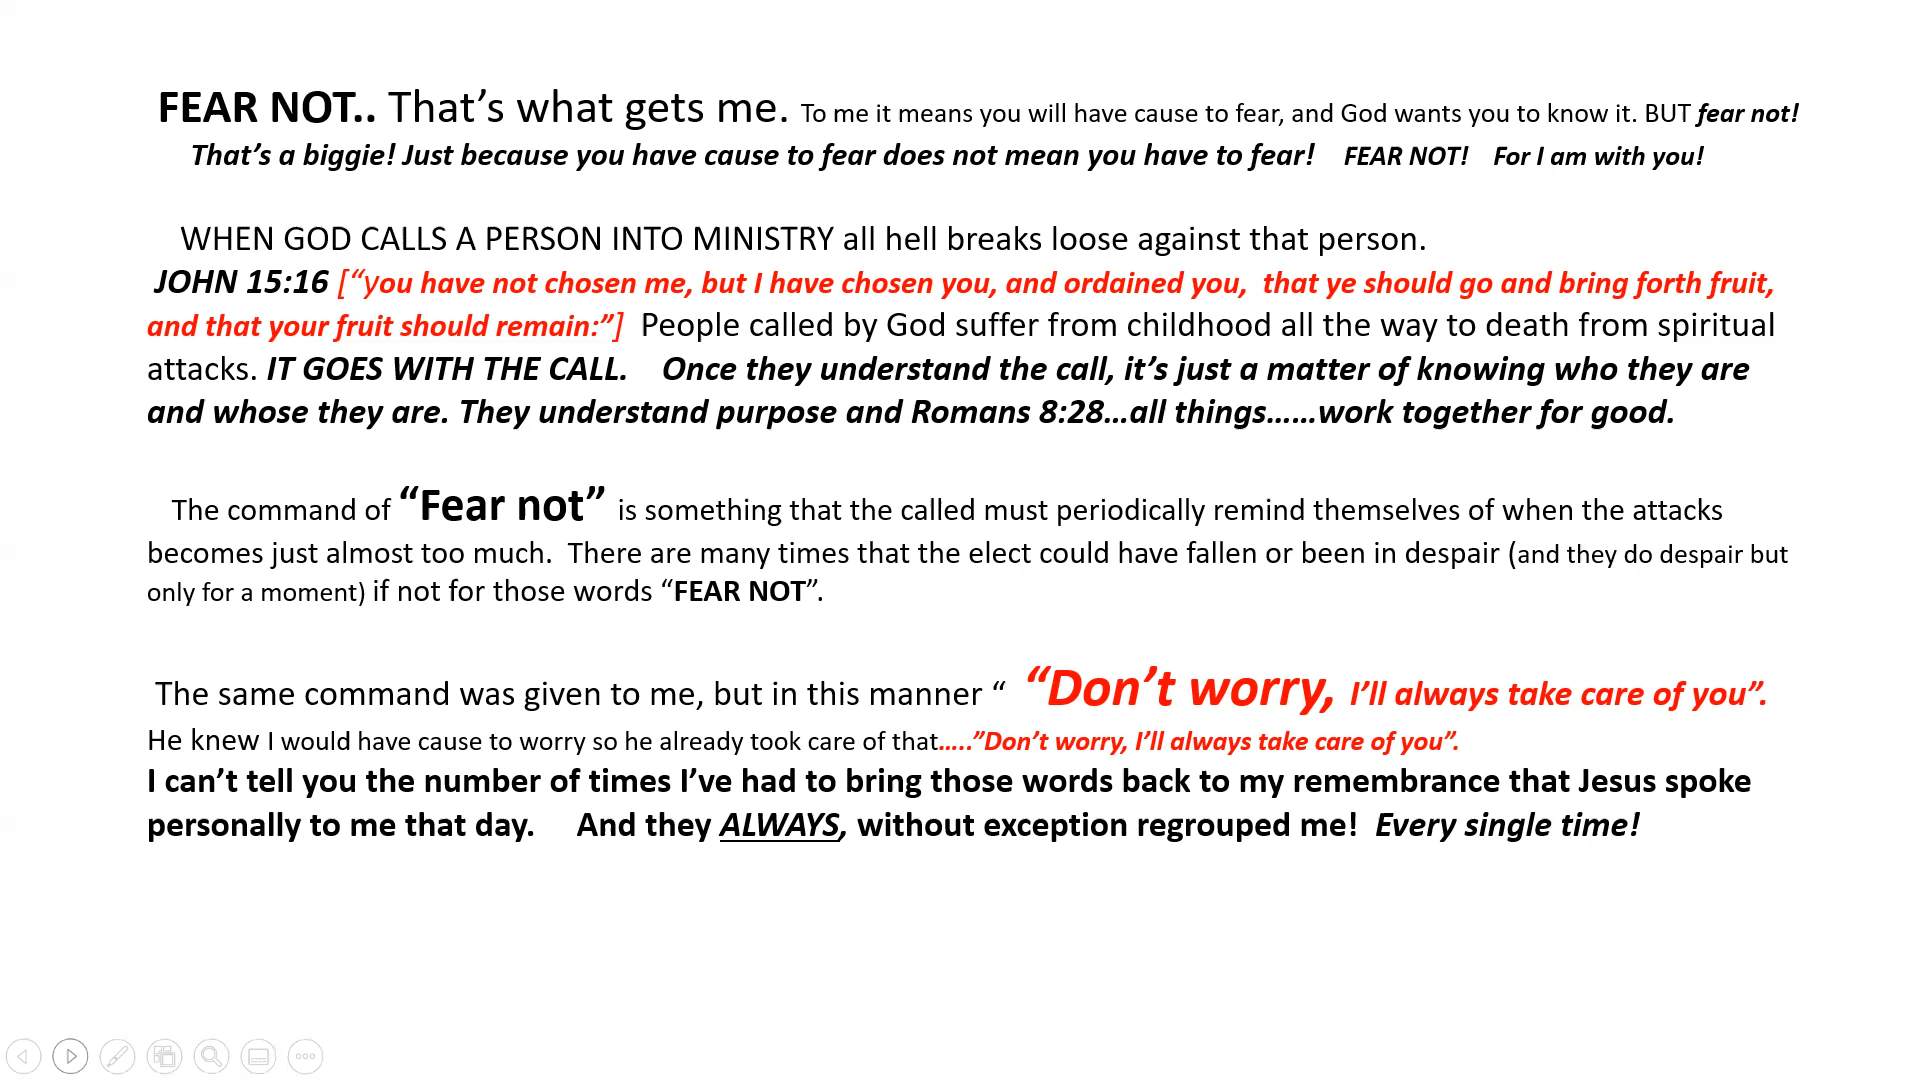 FEAR NOT.. That’s what gets me. To me it means you will have cause to fear, and God wants you to know it. BUT fear not!
That’s a biggie! Just because you have cause to fear does not mean you have to fear! FEAR NOT! For I am with you!
WHEN GOD CALLS A PERSON INTO MINISTRY all hell breaks loose against that person.
JOHN 15:16 [“you have not chosen me, but I have chosen you, and ordained you, that ye should go and bring forth fruit,
and that your fruit should remain:”] People called by God suffer from childhood all the way to death from spiritual
attacks. IT GOES WITH THE CALL. Once they understand the call, it’s just a matter of knowing who they are
and whose they are. They understand purpose and Romans 8:28…all things……work together for good.
The command of “Fear not” is something that the called must periodically remind themselves of when the attacks
becomes just almost too much. There are many times that the elect could have fallen or been in despair (and they do despair but
only for a moment) if not for those words “FEAR NOT”.
The same command was given to me, but in this manner “ “Don’t worry, I’ll always take care of you”.
He knew I would have cause to worry so he already took care of that…..”Don’t worry, I’ll always take care of you”.
I can’t tell you the number of times I’ve had to bring those words back to my remembrance that Jesus spoke
personally to me that day. And they ALWAYS, without exception regrouped me! Every single time!